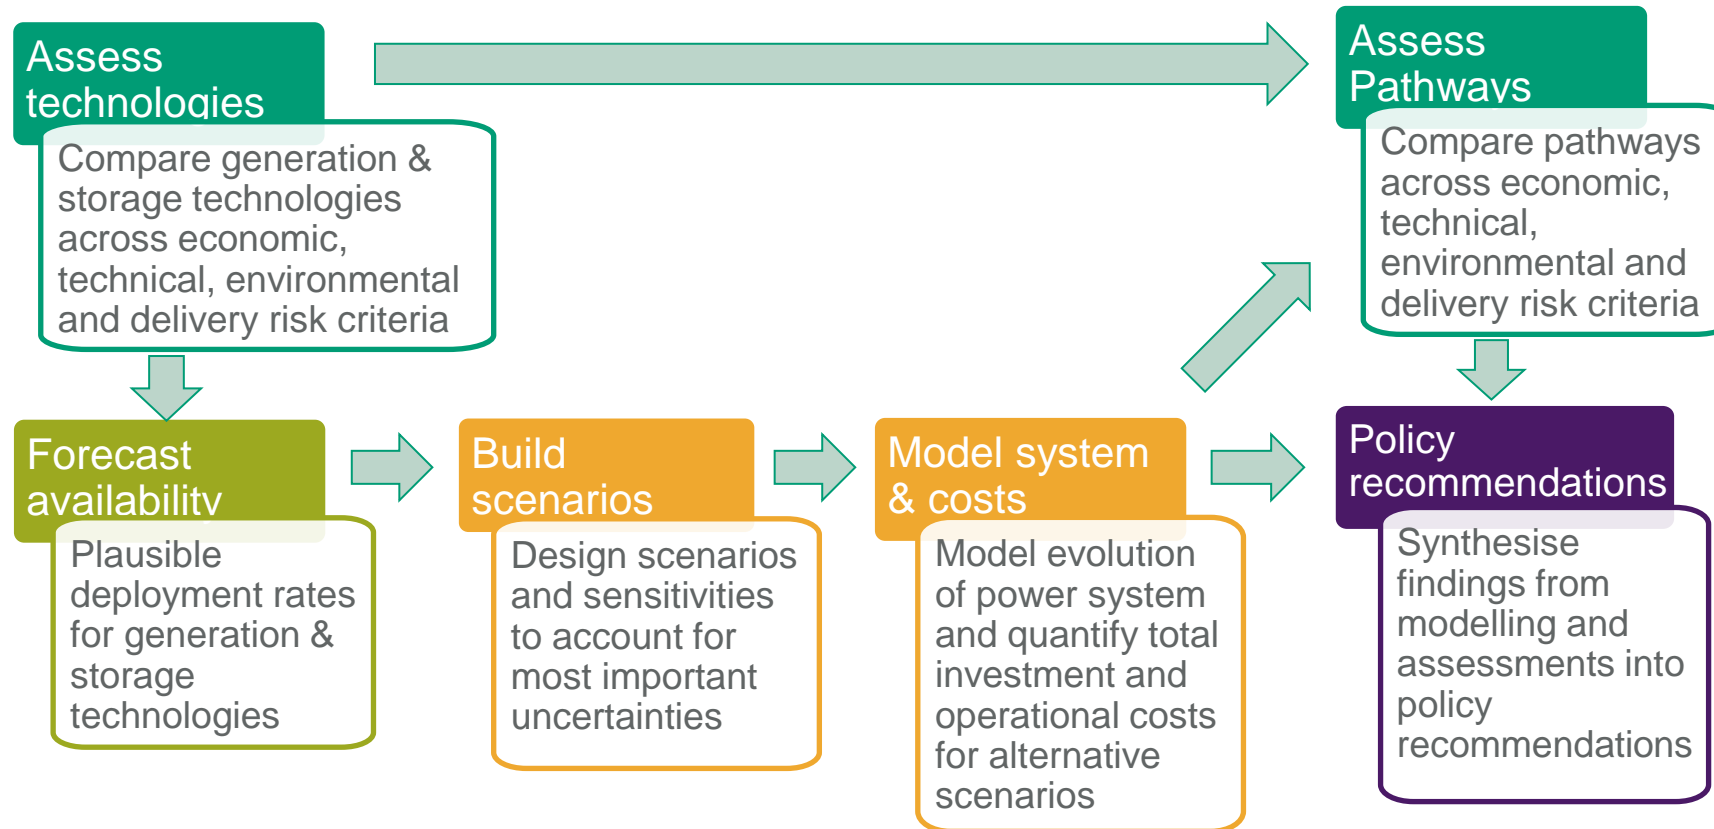 Assess
technologies
Compare generation &
storage technologies
across economic,
technical, environmental
and delivery risk criteria
Assess
Pathways
Compare pathways
across economic,
technical,
environmental and
delivery risk criteria
Forecast
availability
Plausible
deployment rates
for generation &
storage
technologies
Build
scenarios
Design scenarios
and sensitivities
to account for
most important
uncertainties
Model system
& costs
Model evolution
of power system
and quantify total
investment and
operational costs
for alternative
scenarios
Policy
recommendations
Synthesise
findings from
modelling and
assessments into
policy
recommendations